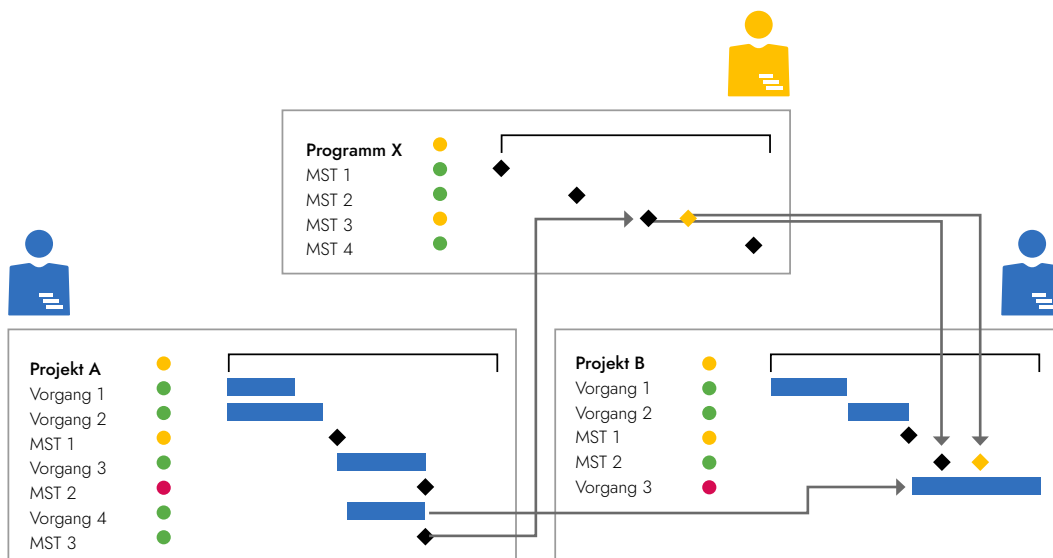 Programm X
MST 1
MST 2
MST 3
MST 4
Projekt A
Vorgang 1
Vorgang 2
MST 1
Vorgang 3
MST 2
Vorgang 4
MST 3
Projekt B
Vorgang 1
Vorgang 2
MST 1
MST 2
Vorgang 3